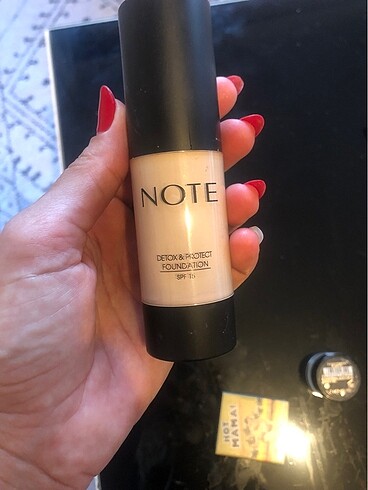 NOTE
DETOX & PROTECT
FOUNDATION
SPF 15
HOT
MAMA!